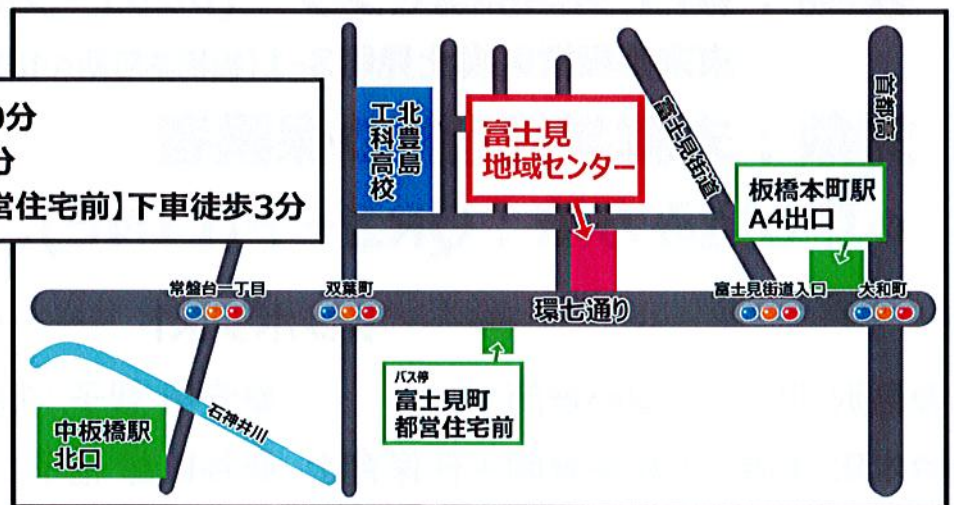 0分
分
営住宅前】下車徒歩3分
北豊島
工科高校
富士見
地域センター
富士見街道
首都高
板橋本町駅
A4出口
常盤台一丁目
双葉町
環七通り
富士見街道入口
大和町
バス停
富士見町
都営住宅前
石神井川
中板橋駅
北口